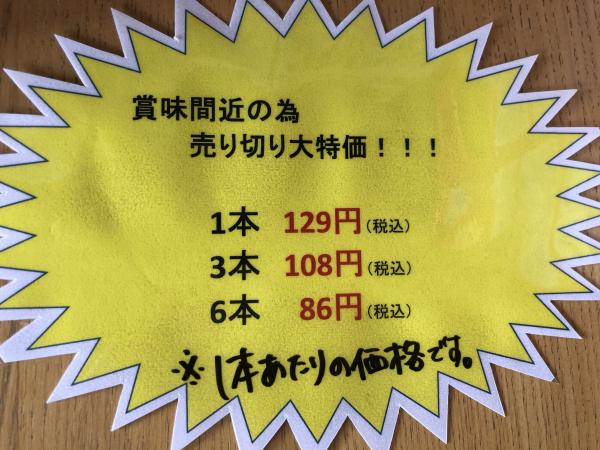 賞味間近の為
売り切り大特価！！！
1本 129円（税込）
3本 108円（税込）
6本 86円（税込）
※1本あたりの価格です。